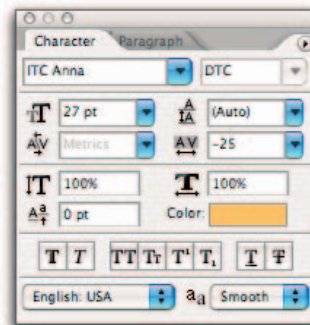 Character Paragraph
ITC Anna DTC
27 pt (Auto)
Metrics -25
100% 100%
0 pt Color:
T T TT Tт T¹ T₁ T T
English: USA aa Smooth